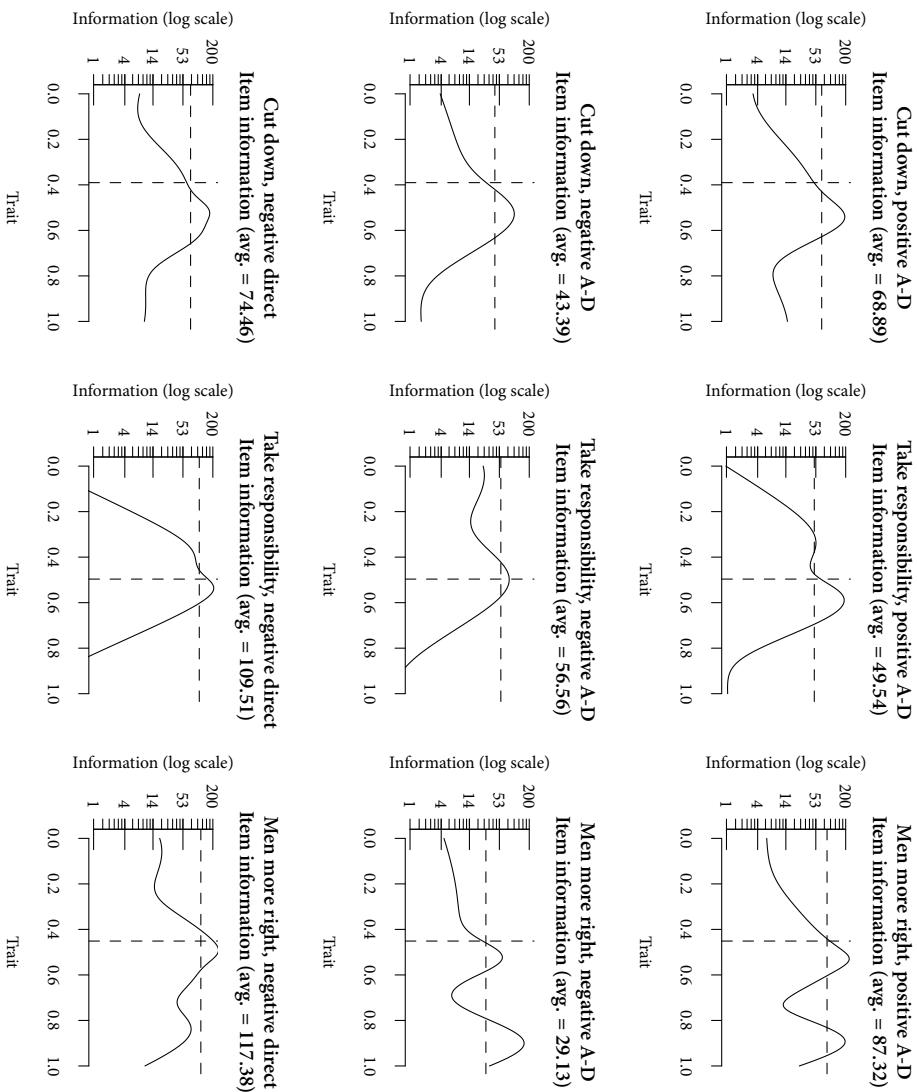 Cut down, positive A-D
Item information (avg. = 68.89)
Information (log scale)
200
53
14
4
1
0.0 0.2 0.4 0.6 0.8 1.0
Trait
Take responsibility, positive A-D
Item information (avg. = 49.54)
Information (log scale)
200
53
14
4
1
0.0 0.2 0.4 0.6 0.8 1.0
Trait
Men more right, positive A-D
Item information (avg. = 87.32)
Information (log scale)
200
53
14
4
1
0.0 0.2 0.4 0.6 0.8 1.0
Trait
Cut down, negative A-D
Item information (avg. = 43.39)
Information (log scale)
200
53
14
4
1
0.0 0.2 0.4 0.6 0.8 1.0
Trait
Take responsibility, negative A-D
Item information (avg. = 56.56)
Information (log scale)
200
53
14
4
1
0.0 0.2 0.4 0.6 0.8 1.0
Trait
Men more right, negative A-D
Item information (avg. = 29.13)
Information (log scale)
200
53
14
4
1
0.0 0.2 0.4 0.6 0.8 1.0
Trait
Cut down, negative direct
Item information (avg. = 74.46)
Information (log scale)
200
53
14
4
1
0.0 0.2 0.4 0.6 0.8 1.0
Trait
Take responsibility, negative direct
Item information (avg. = 109.51)
Information (log scale)
200
53
14
4
1
0.0 0.2 0.4 0.6 0.8 1.0
Trait
Men more right, negative direct
Item information (avg. = 117.38)
Information (log scale)
200
53
14
4
1
0.0 0.2 0.4 0.6 0.8 1.0
Trait